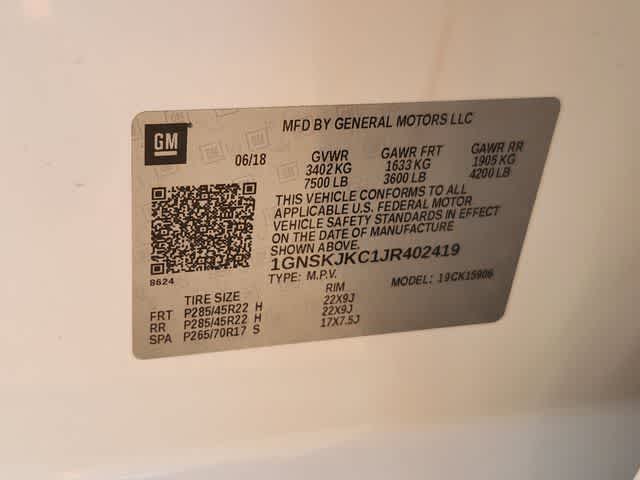 GM
MFD BY GENERAL MOTORS LLC
06/18 GVWR GAWR FRT GAWR RR
3402 KG 1633 KG 1905 KG
7500 LB 3600 LB 4200 LB
THIS VEHICLE CONFORMS TO ALL
APPLICABLE U.S. FEDERAL MOTOR
VEHICLE SAFETY STANDARDS IN EFFECT
ON THE DATE OF MANUFACTURE
SHOWN ABOVE.
1GNSKJKC1JR402419
8624
TYPE: M.P.V. MODEL: 19CK15906
TIRE SIZE RIM
FRT P285/45R22 H 22X9J
RR P285/45R22 H 22X9J
SPA P265/70R17 S 17X7.5J